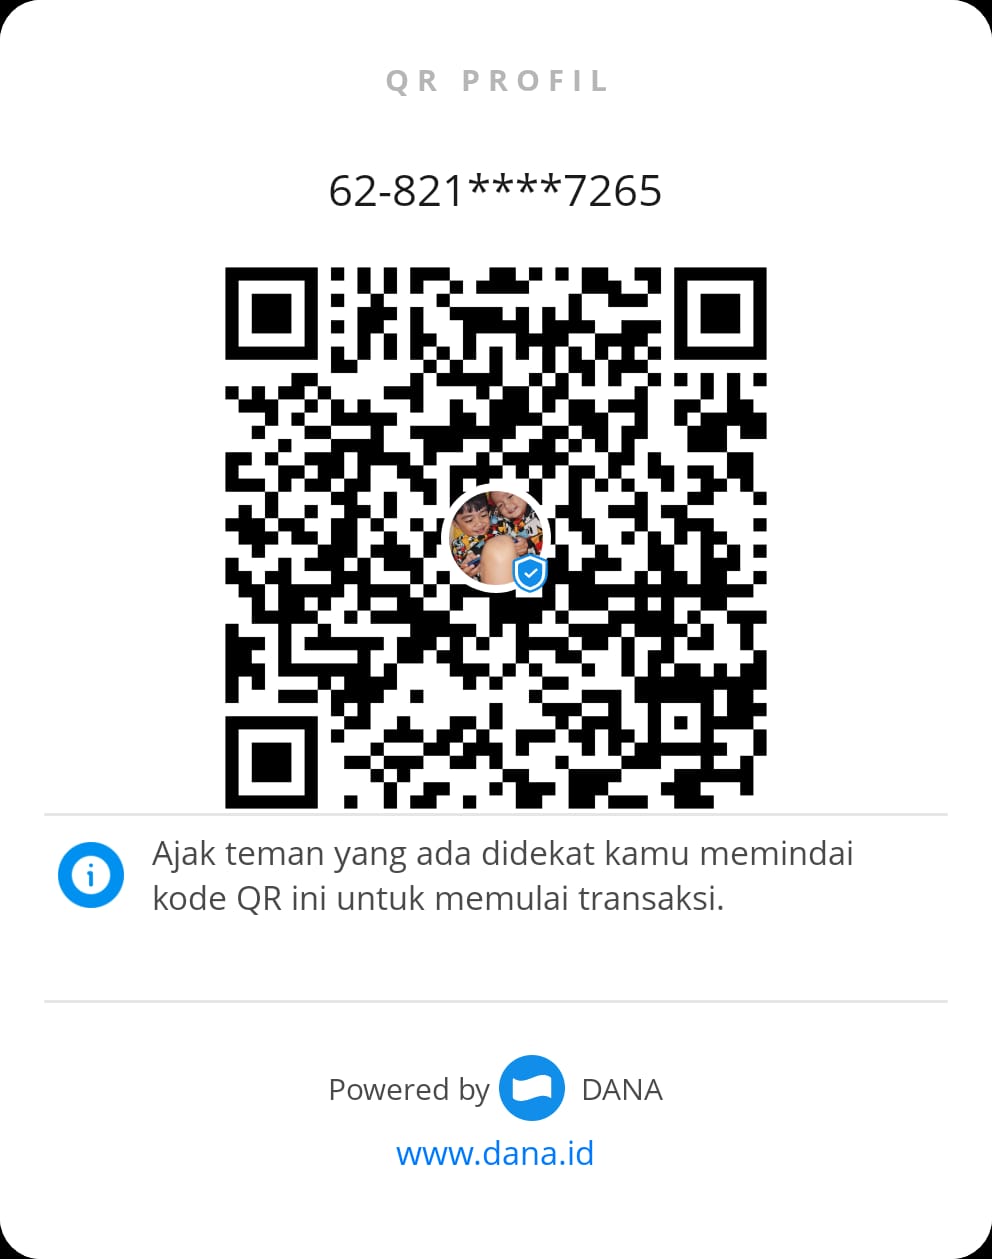 QR PROFIL
62-821****7265
Ajak teman yang ada didekat kamu memindai
kode QR ini untuk memulai transaksi.
Powered by DANA
www.dana.id